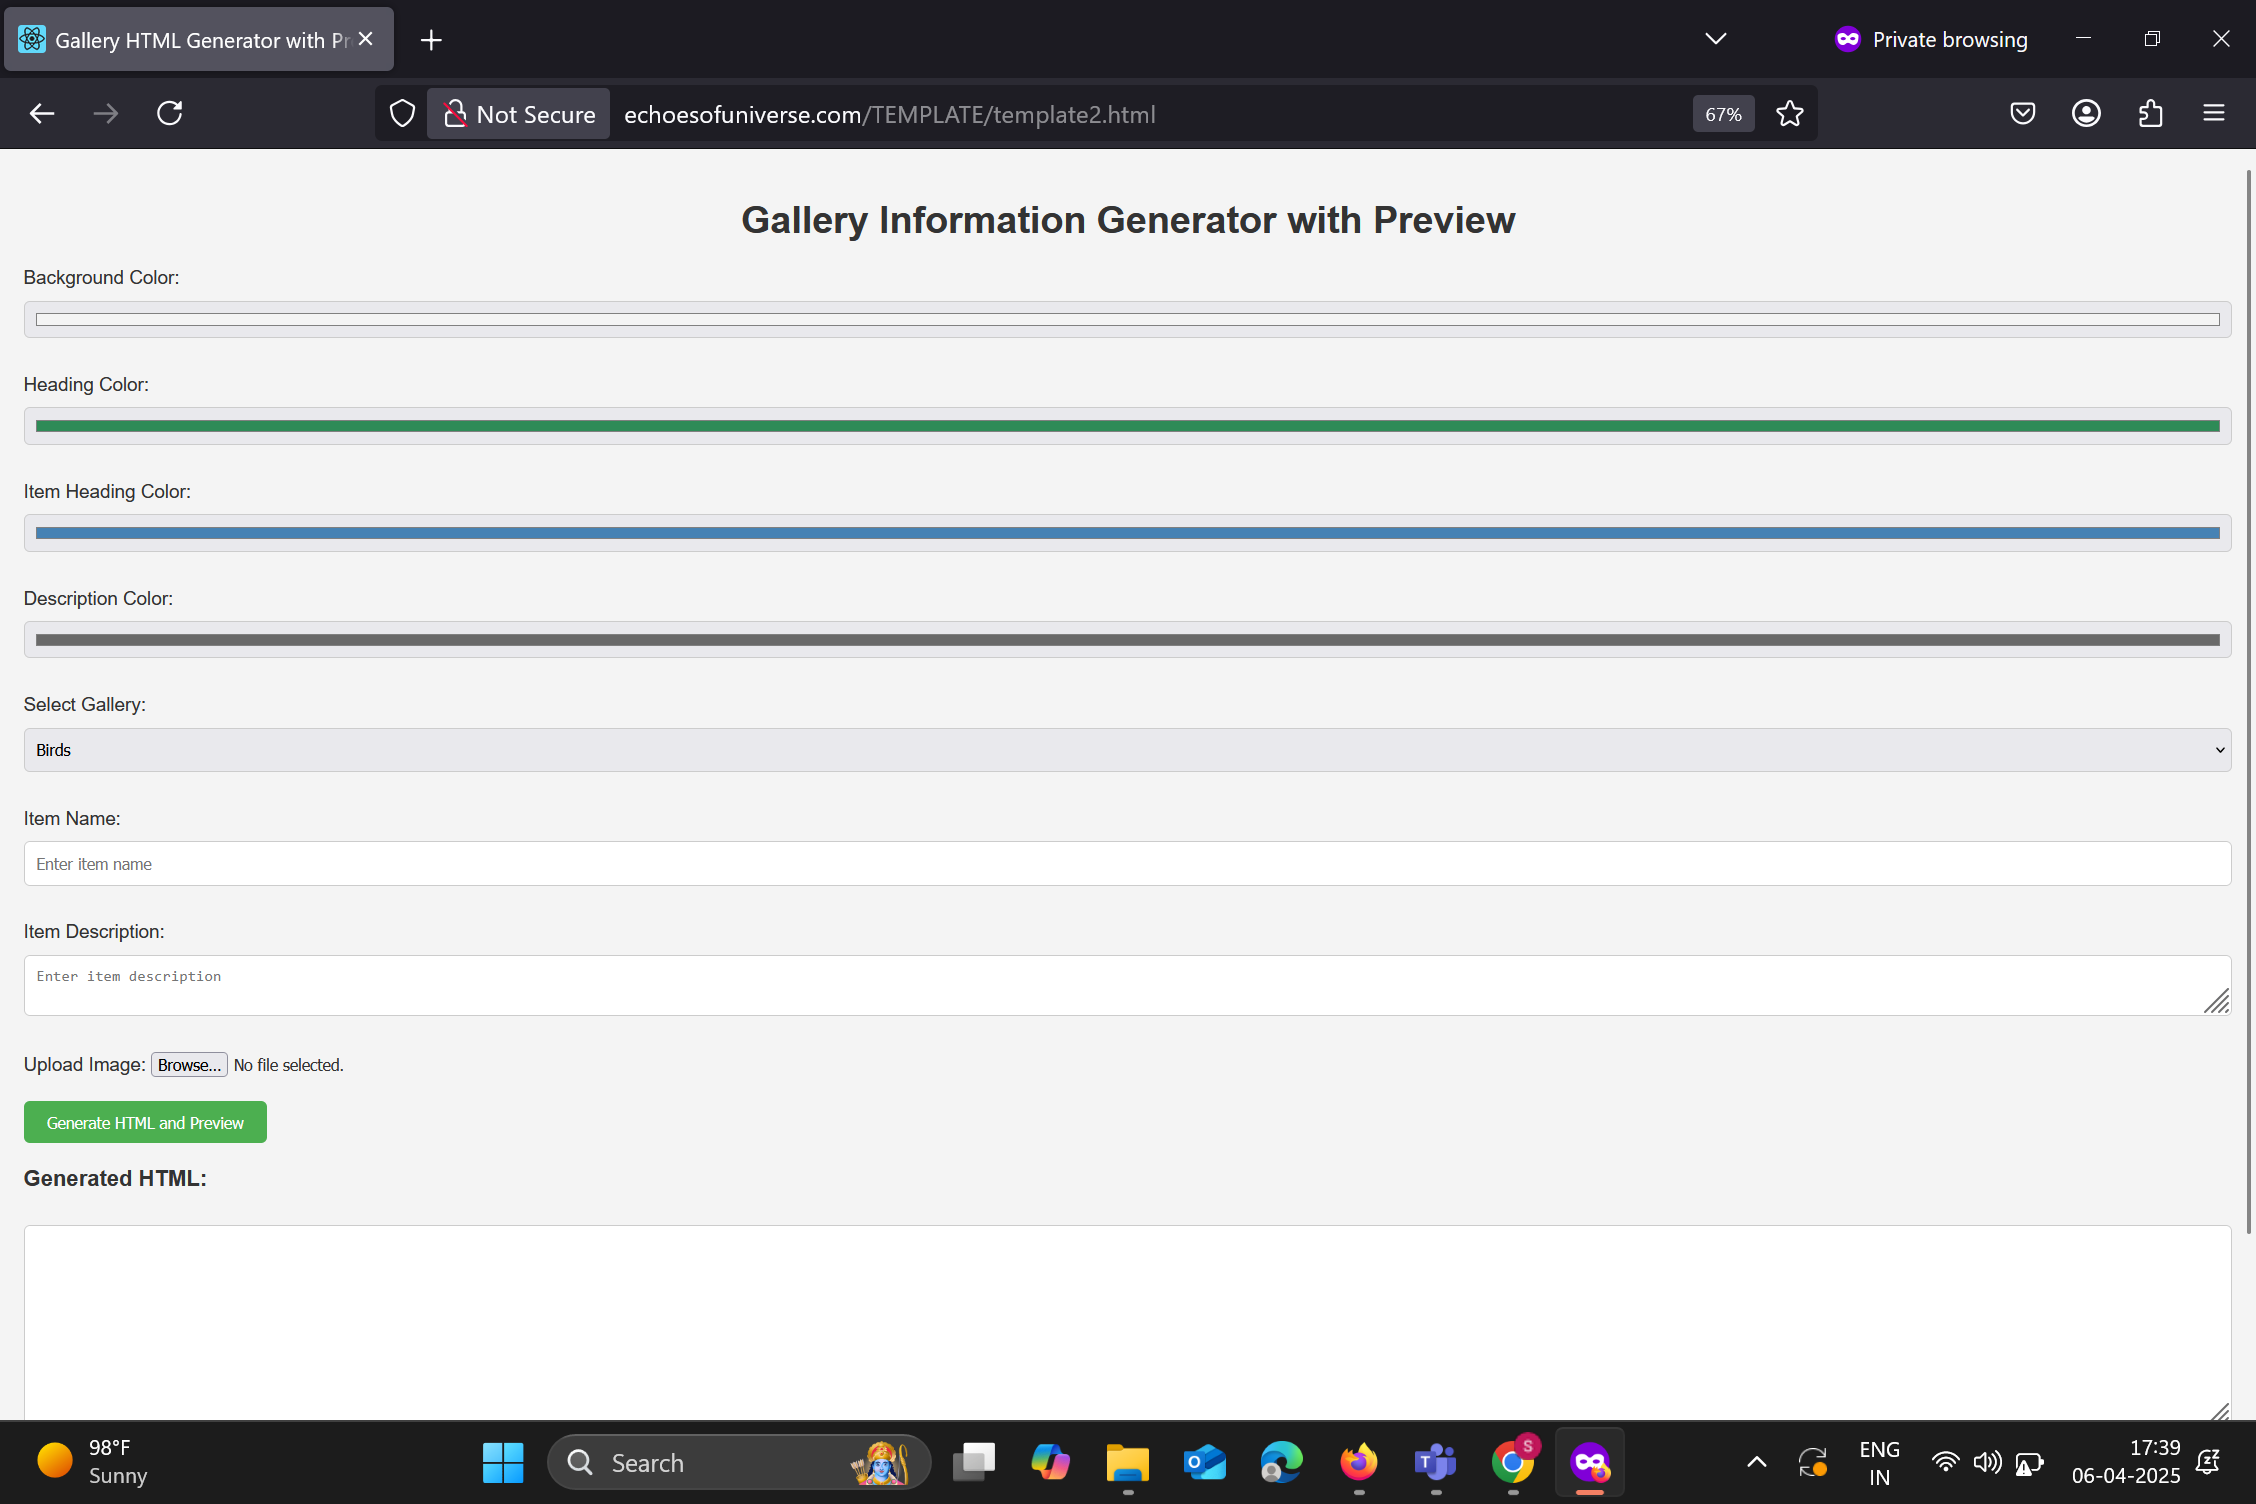 Gallery HTML Generator with Pr
Private browsing
Not Secure
echoesofuniverse.com/TEMPLATE/template2.html
67%
Gallery Information Generator with Preview
Background Color:
Heading Color:
Item Heading Color:
Description Color:
Select Gallery:
Birds
Item Name:
Enter item name
Item Description:
Enter item description
Upload Image: Browse... No file selected.
Generate HTML and Preview
Generated HTML:
98°F
Sunny
Search
S
ENG
IN
17:39
06-04-2025